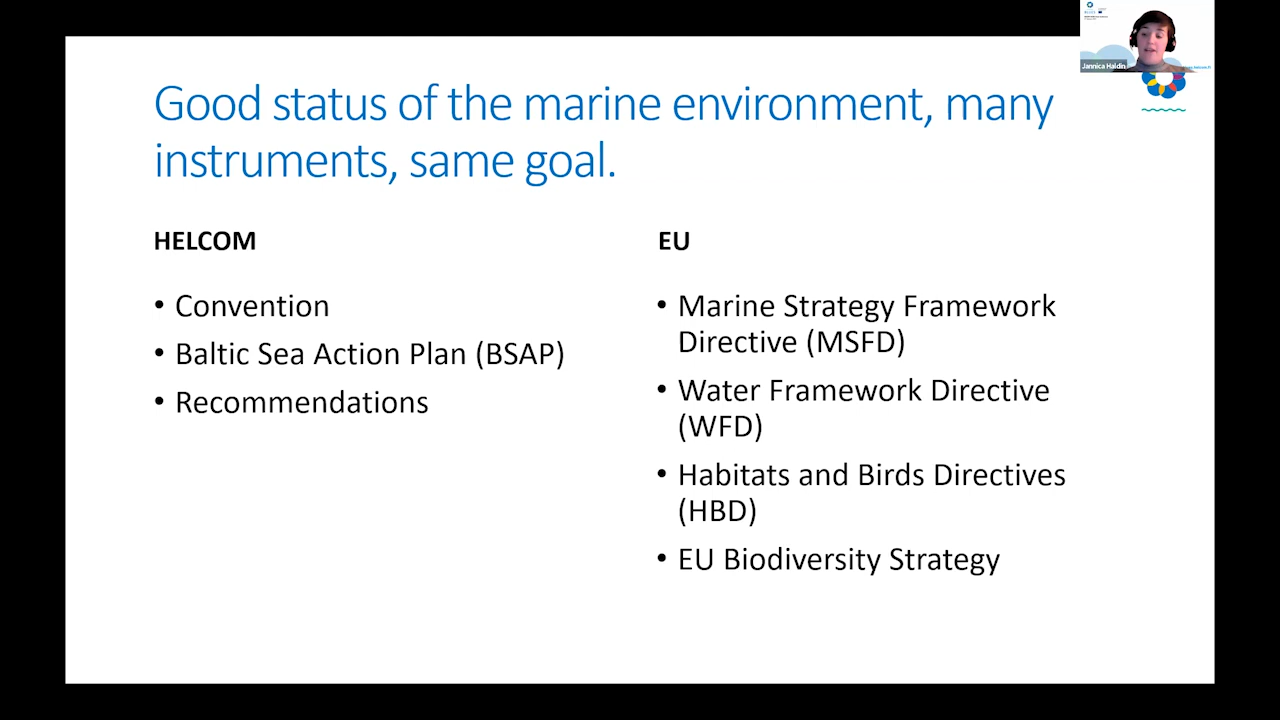 Good status of the marine environment, many
instruments, same goal.
HELCOM
• Convention
• Baltic Sea Action Plan (BSAP)
• Recommendations
EU
• Marine Strategy Framework
Directive (MSFD)
• Water Framework Directive
(WFD)
• Habitats and Birds Directives
(HBD)
• EU Biodiversity Strategy
Jannica Haldin